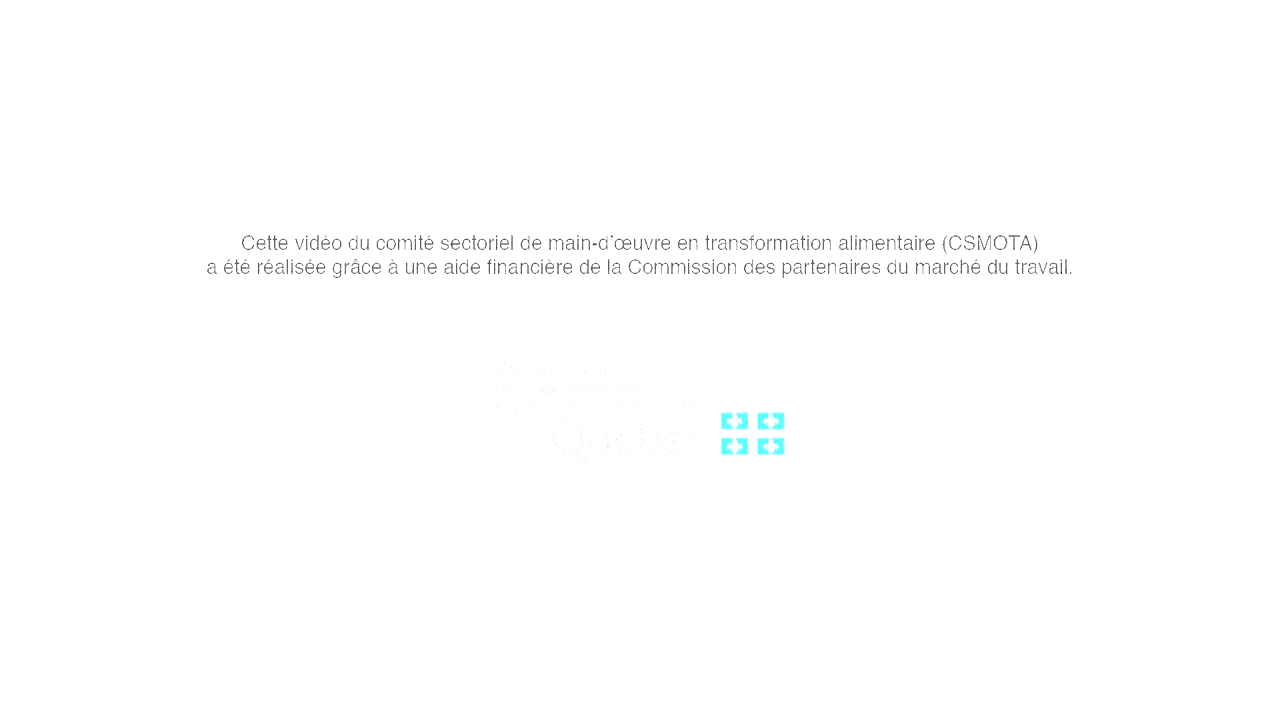 Cette vidéo du comité sectoriel de main-d'œuvre en transformation alimentaire (CSMOTA)
a été réalisée grâce à une aide financière de la Commission des partenaires du marché du travail.
Québec